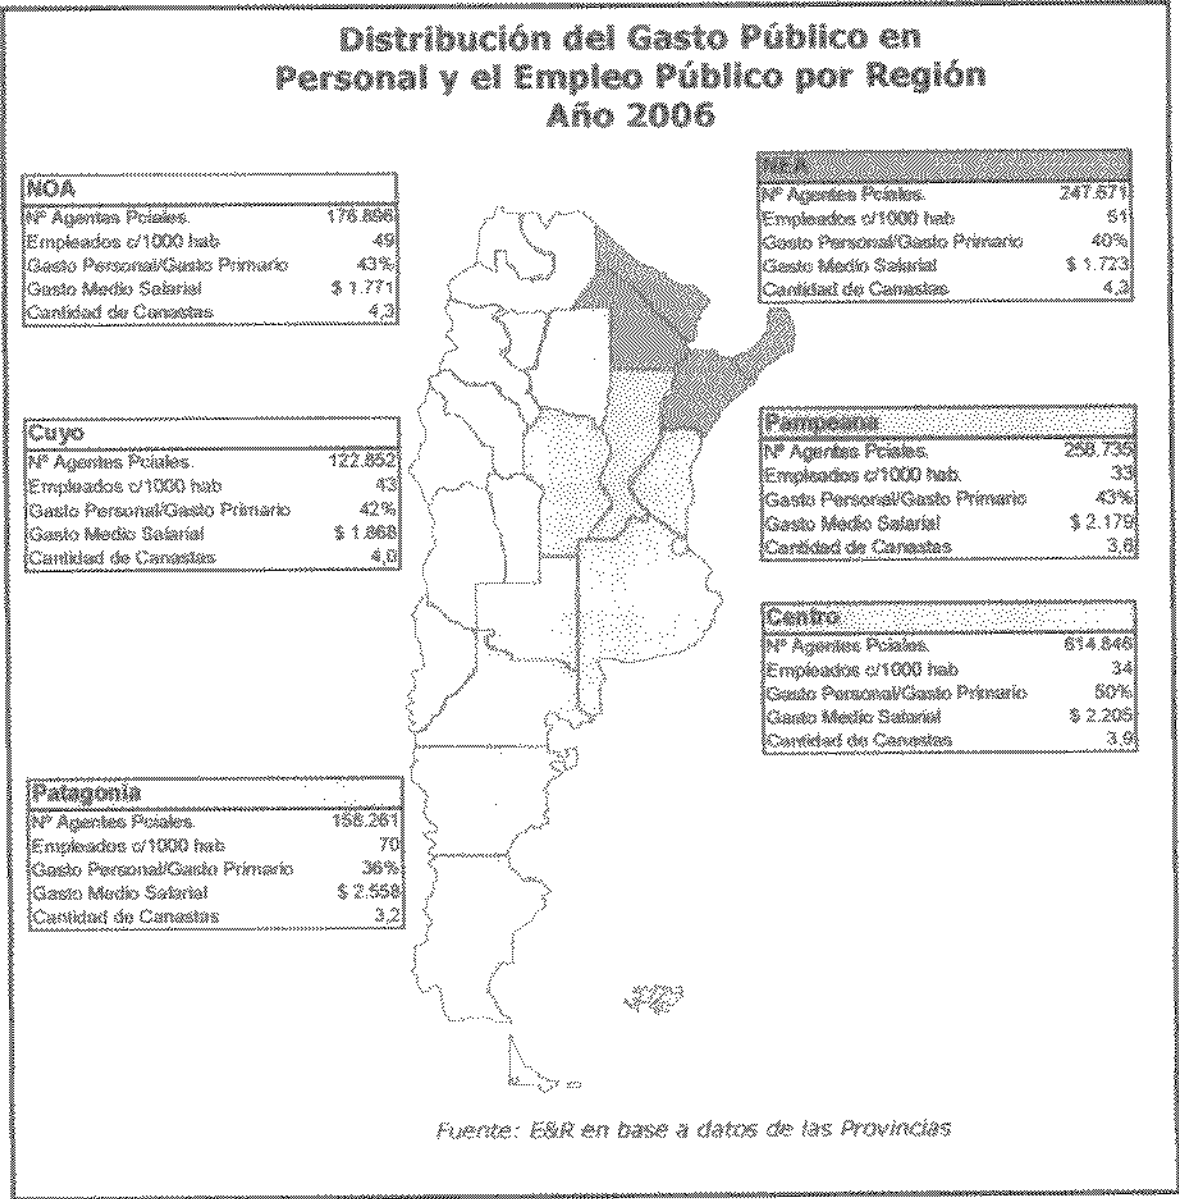 Distribución del Gasto Público en
Personal y el Empleo Público por Región
Año 2006
NOA
Nº Agentes Pciales. 176.896
Empleados c/1000 hab 49
Gasto Personal/Gasto Primario 43%
Gasto Medio Salarial $ 1.771
Cantidad de Canastas 4,3
NEA
Nº Agentes Pciales. 247.671
Empleados c/1000 hab 51
Gasto Personal/Gasto Primario 40%
Gasto Medio Salarial $ 1.723
Cantidad de Canastas 4,3
Cuyo
Nº Agentes Pciales. 122.852
Empleados c/1000 hab 43
Gasto Personal/Gasto Primario 42%
Gasto Medio Salarial $ 1.868
Cantidad de Canastas 4,0
Pampeana
Nº Agentes Pciales. 258.735
Empleados c/1000 hab. 33
Gasto Personal/Gasto Primario 43%
Gasto Medio Salarial $ 2.179
Cantidad de Canastas 3,6
Centro
Nº Agentes Pciales. 614.846
Empleados c/1000 hab 34
Gasto Personal/Gasto Primario 50%
Gasto Medio Salarial $ 2.205
Cantidad de Canastas 3,9
Patagonia
Nº Agentes Pciales. 158.261
Empleados c/1000 hab 70
Gasto Personal/Gasto Primario 36%
Gasto Medio Salarial $ 2.558
Cantidad de Canastas 3,2
Fuente: E&R en base a datos de las Provincias